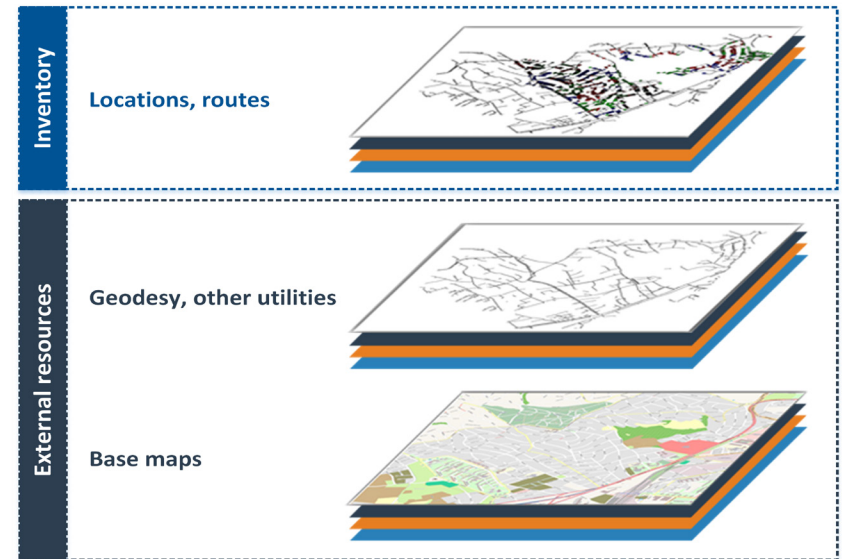 Inventory
Locations, routes
External resources
Geodesy, other utilities
Base maps